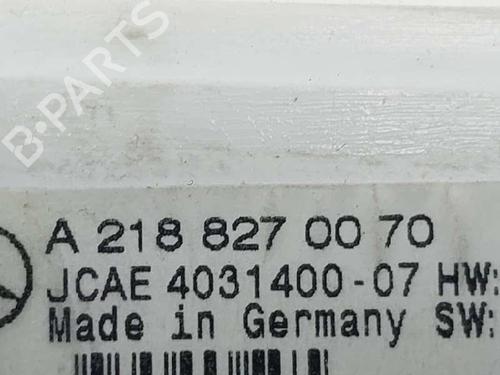 B-PARTS
A 218 827 00 70
JCAE 4031400-07 HW:
Made in Germany SW: